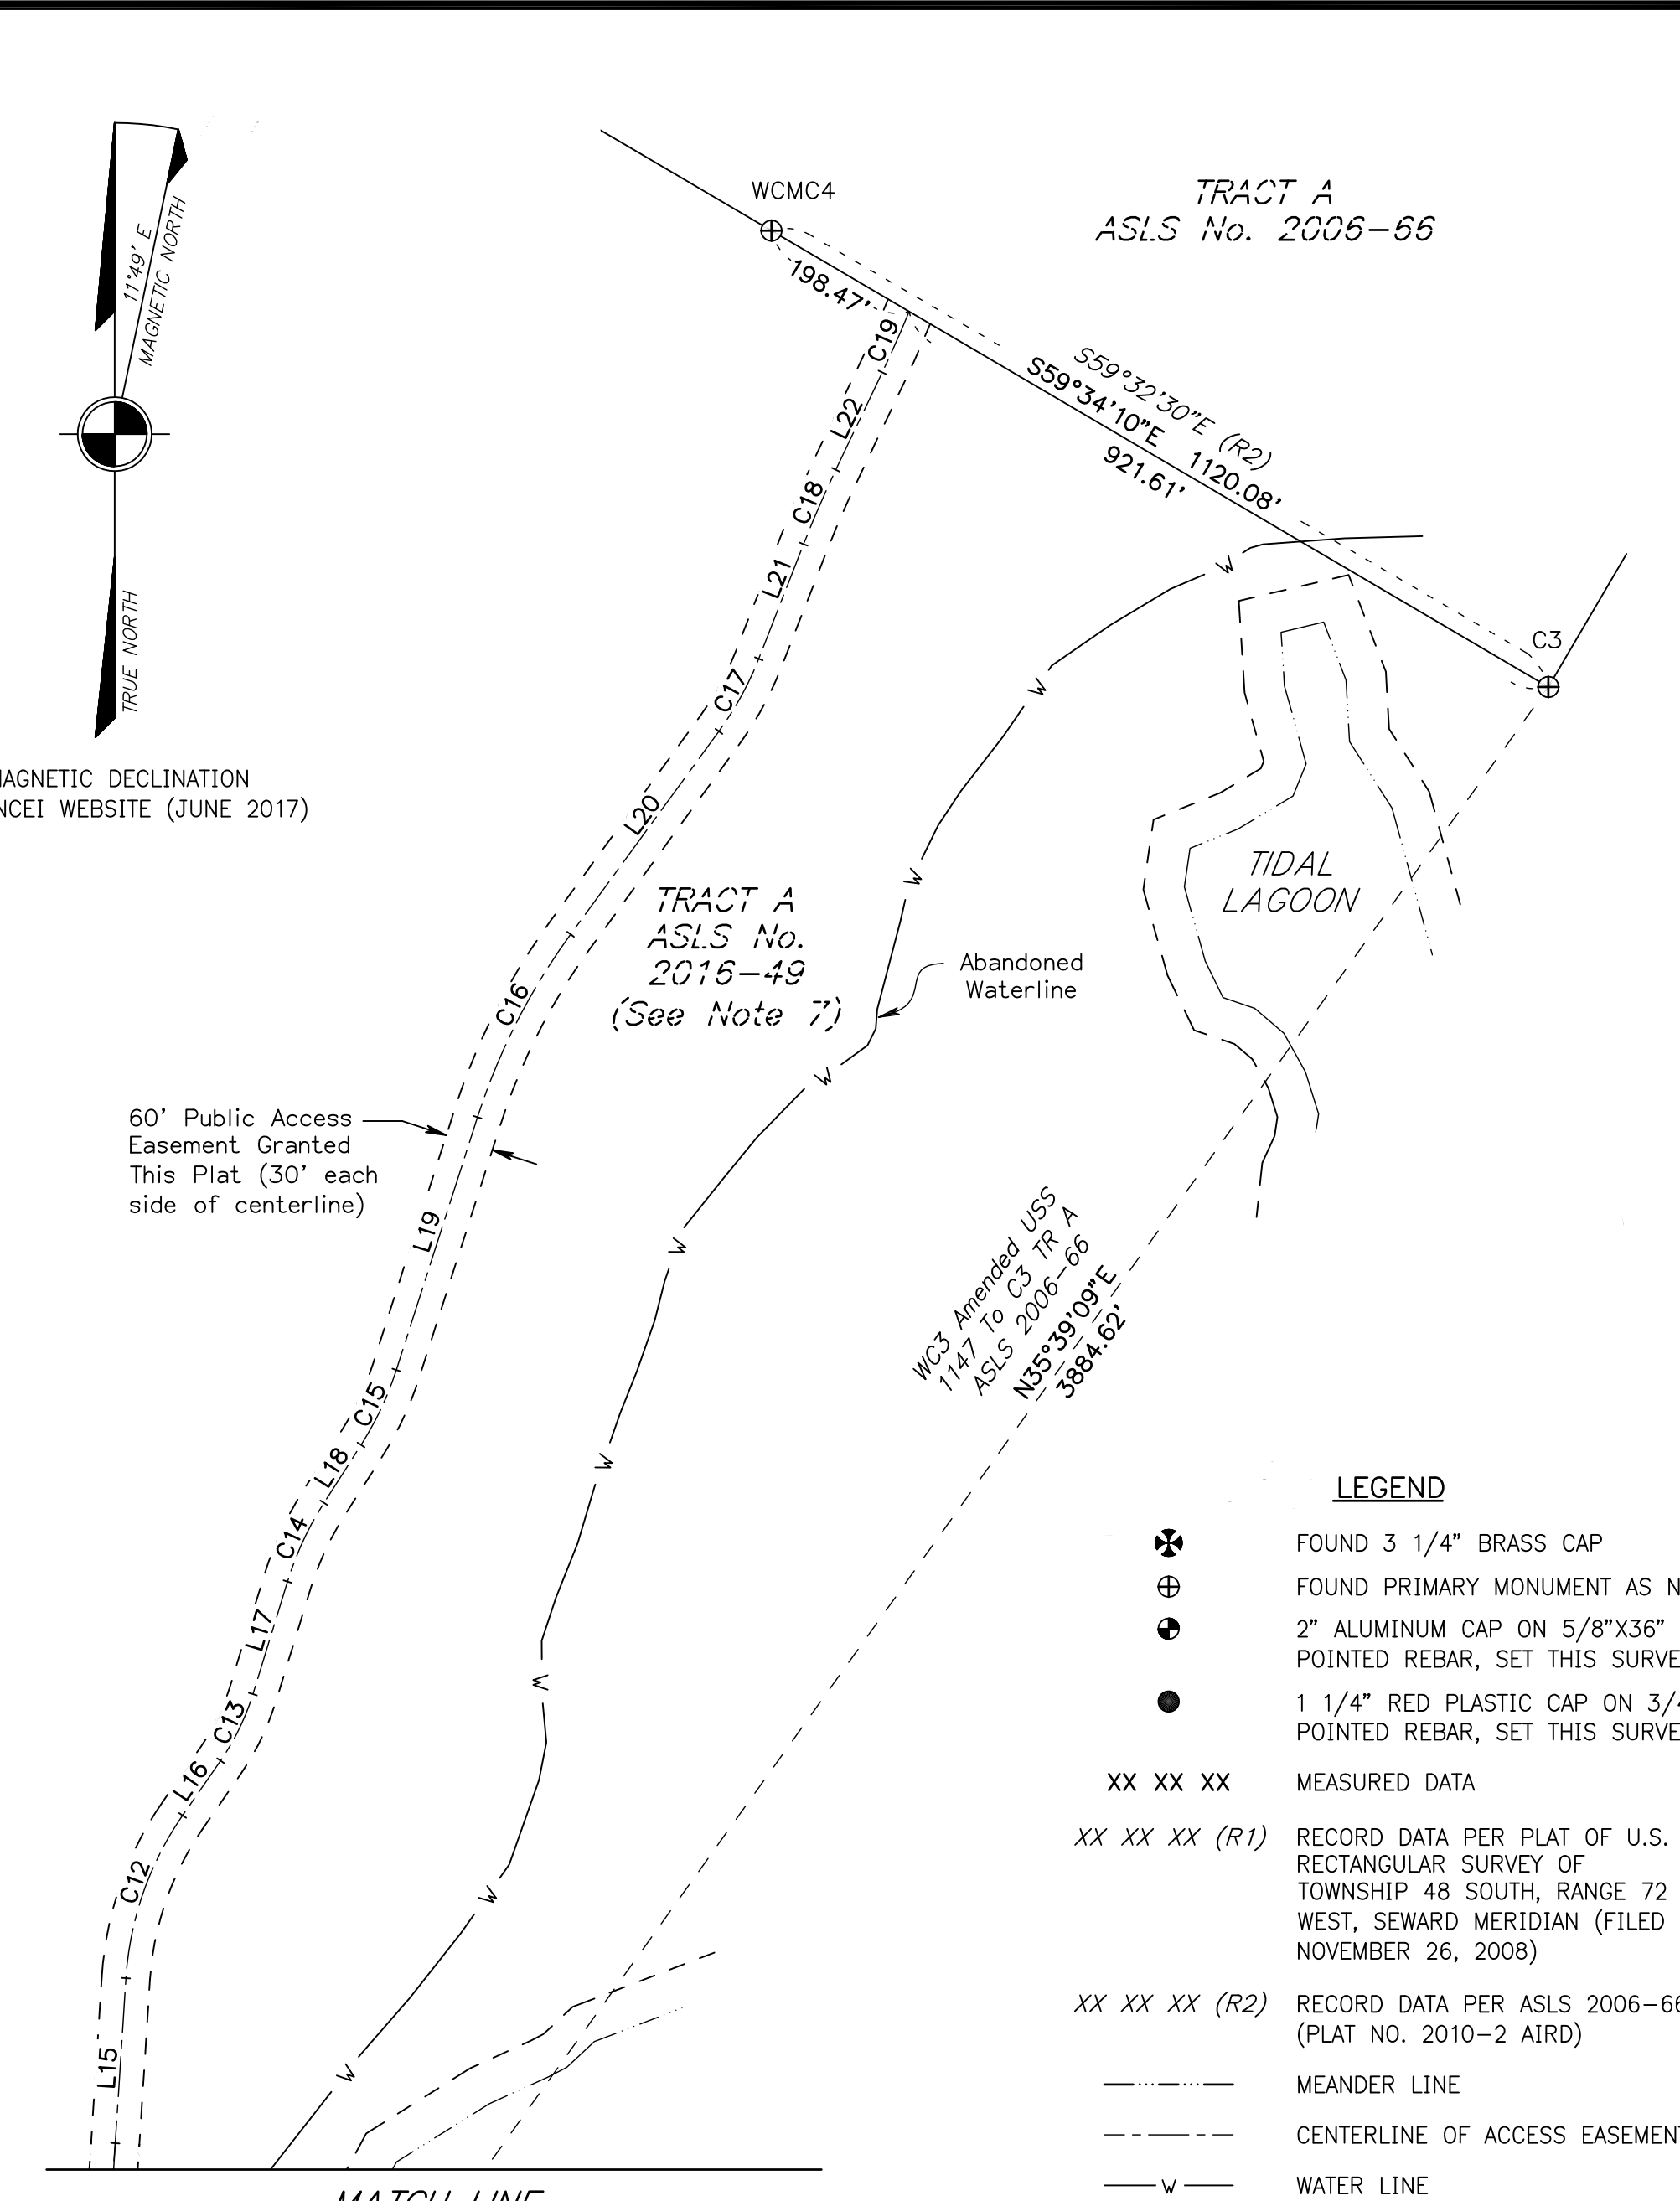 WCMC4
TRACT A
ASLS No. 2006-66
11°49' E
MAGNETIC NORTH
TRUE NORTH
MAGNETIC DECLINATION
NCEI WEBSITE (JUNE 2017)
198.47'
S59°32'30"E (R2)
S59°34'10"E 1120.08'
921.61'
C3
C19
L22
C18
L21
C17
L20
C16
L19
C15
L18
C14
L17
C13
L16
C12
L15
TRACT A
ASLS No.
2016-49
(See Note 7)
Abandoned
Waterline
TIDAL
LAGOON
60' Public Access
Easement Granted
This Plat (30' each
side of centerline)
WC3 Amended USS
1147 To C3 TR A
ASLS 2006-66
N35°39'09"E
3884.62'
W
W
W
W
W
W
W
W
W
LEGEND
FOUND 3 1/4" BRASS CAP
FOUND PRIMARY MONUMENT AS N
2" ALUMINUM CAP ON 5/8"X36"
POINTED REBAR, SET THIS SURVE
1 1/4" RED PLASTIC CAP ON 3/4
POINTED REBAR, SET THIS SURVE
XX XX XX MEASURED DATA
XX XX XX (R1) RECORD DATA PER PLAT OF U.S.
RECTANGULAR SURVEY OF
TOWNSHIP 48 SOUTH, RANGE 72
WEST, SEWARD MERIDIAN (FILED
NOVEMBER 26, 2008)
XX XX XX (R2) RECORD DATA PER ASLS 2006-66
(PLAT NO. 2010-2 AIRD)
MEANDER LINE
CENTERLINE OF ACCESS EASEMENT
W WATER LINE
MATCH LINE